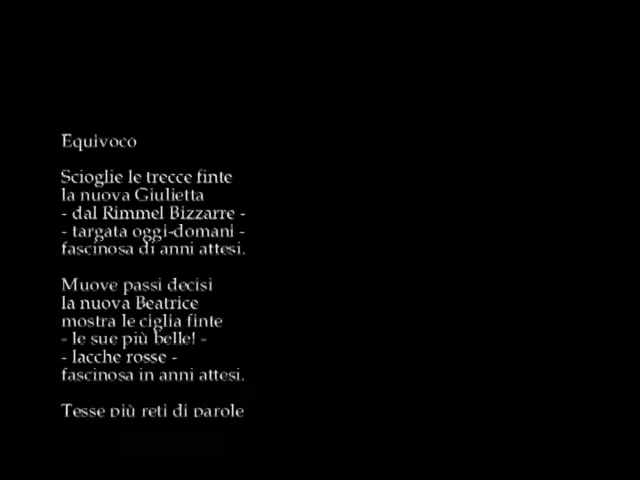 Equivoco
Scioglie le trecce finte
la nuova Giulietta
- dal Rimmel Bizzarre -
- targata oggi-domani -
fascinosa di anni attesi.
Muove passi decisi
la nuova Beatrice
mostra le ciglia finte
- le sue più belle! -
- lacche rosse -
fascinosa in anni attesi.
Tesse più reti di parole